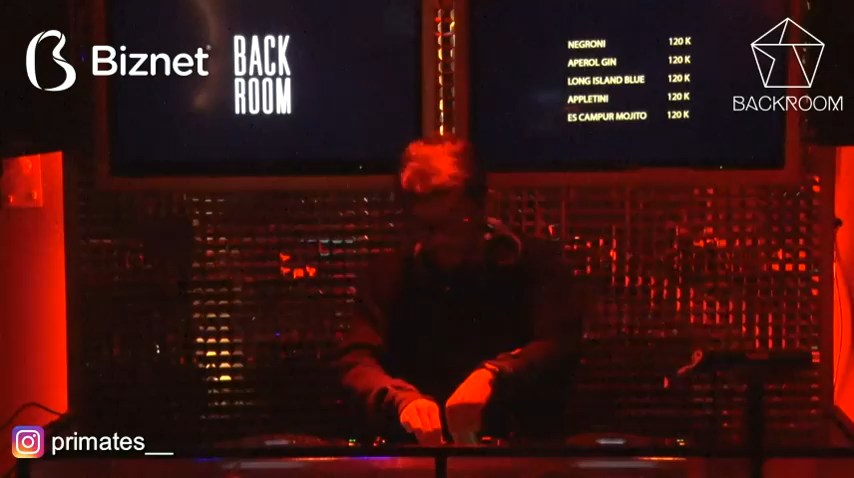 Biznet
BACK
ROOM
NEGRONI 120 K
APEROL GIN 120 K
LONG ISLAND BLUE 120 K
APPLETINI 120 K
ES CAMPUR MOJITO 120 K
BACKROOM
primates__